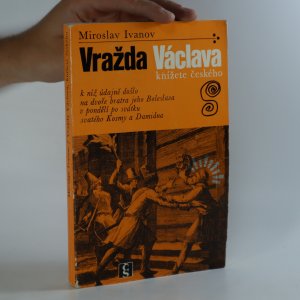 Miroslav Ivanov
Vražda Václava
knížete českého
k níž údajně došlo
na dvoře bratra jeho Boleslava
v pondělí po svátku
svatého Kosmy a Damiána